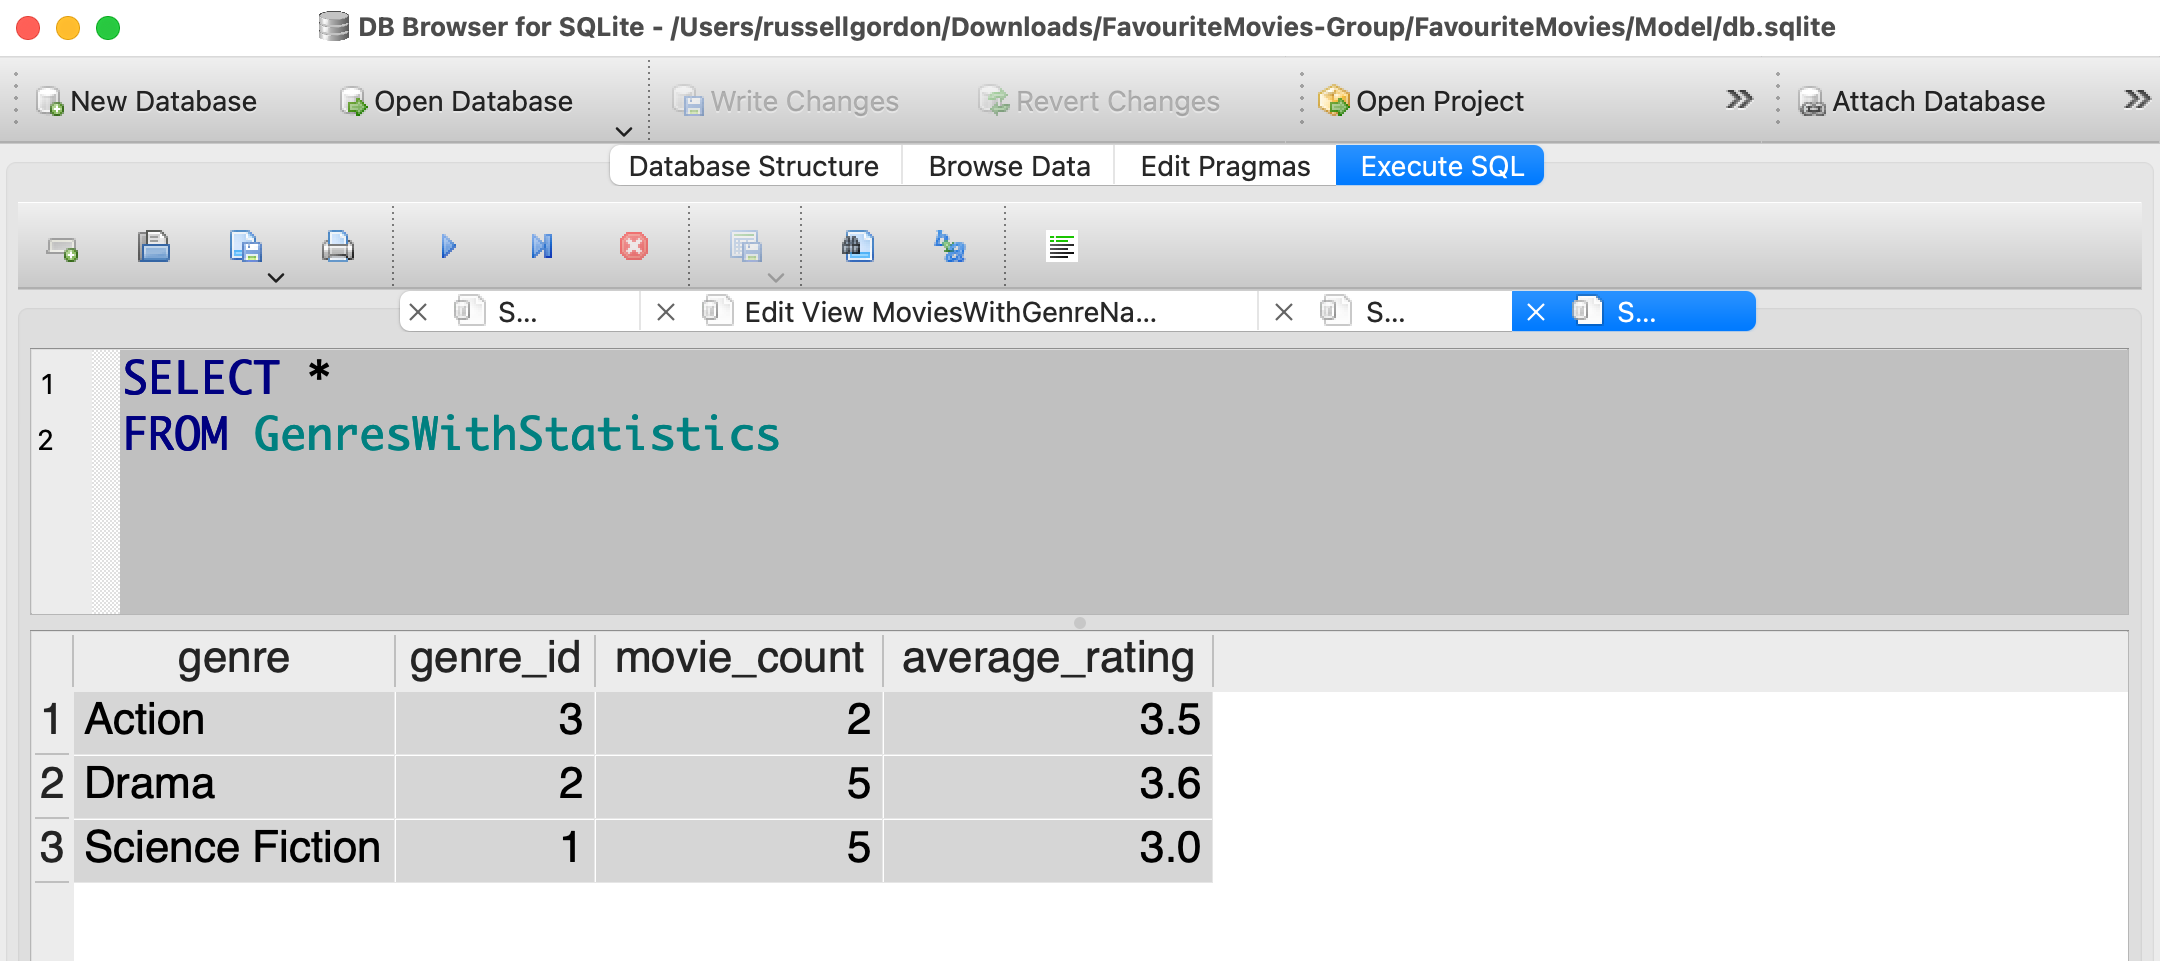 DB Browser for SQLite - /Users/russellgordon/Downloads/FavouriteMovies-Group/FavouriteMovies/Model/db.sqlite
New Database Open Database Write Changes Revert Changes Open Project Attach Database
Database Structure Browse Data Edit Pragmas Execute SQL
S... Edit View MoviesWithGenreNa... S... S...
1 SELECT *
2 FROM GenresWithStatistics
genre genre_id movie_count average_rating
1 Action 3 2 3.5
2 Drama 2 5 3.6
3 Science Fiction 1 5 3.0